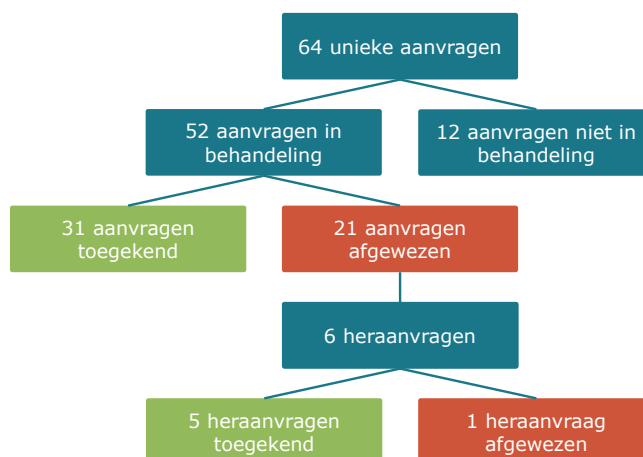 64 unieke aanvragen
52 aanvragen in
behandeling
12 aanvragen niet in
behandeling
31 aanvragen
toegekend
21 aanvragen
afgewezen
6 heraanvragen
5 heraanvragen
toegekend
1 heraanvraag
afgewezen